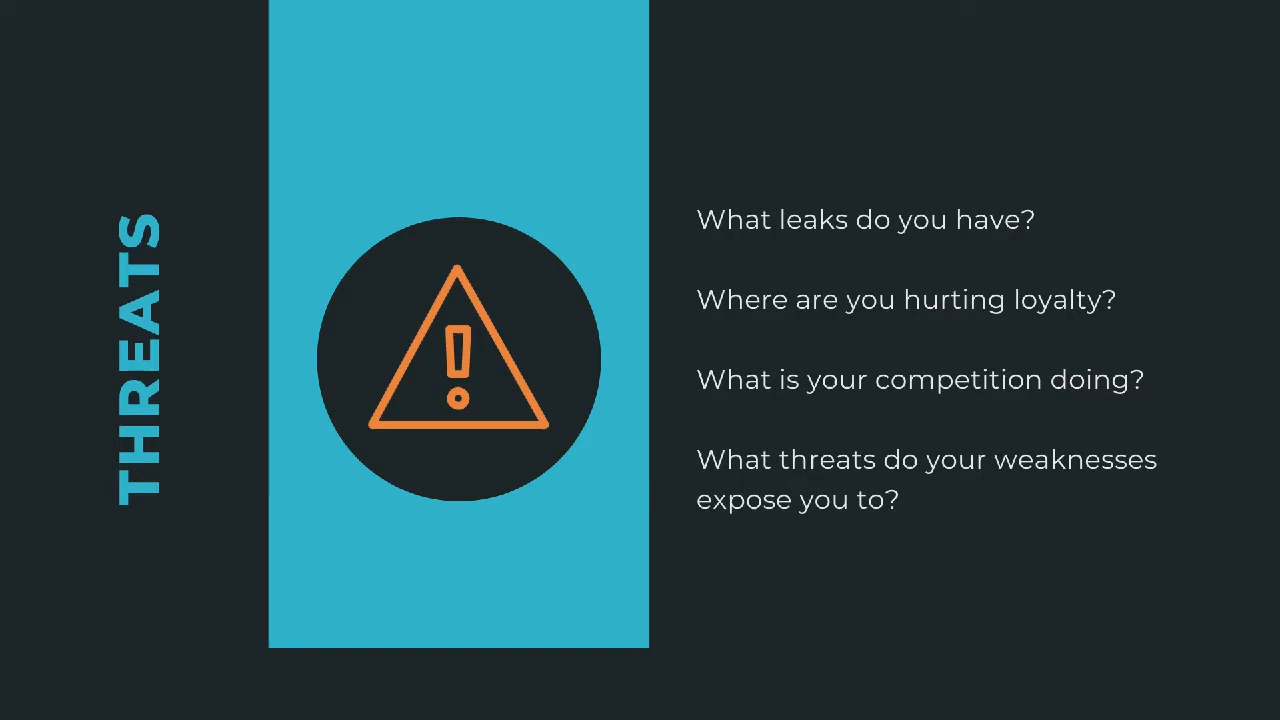 THREATS
What leaks do you have?
Where are you hurting loyalty?
What is your competition doing?
What threats do your weaknesses
expose you to?